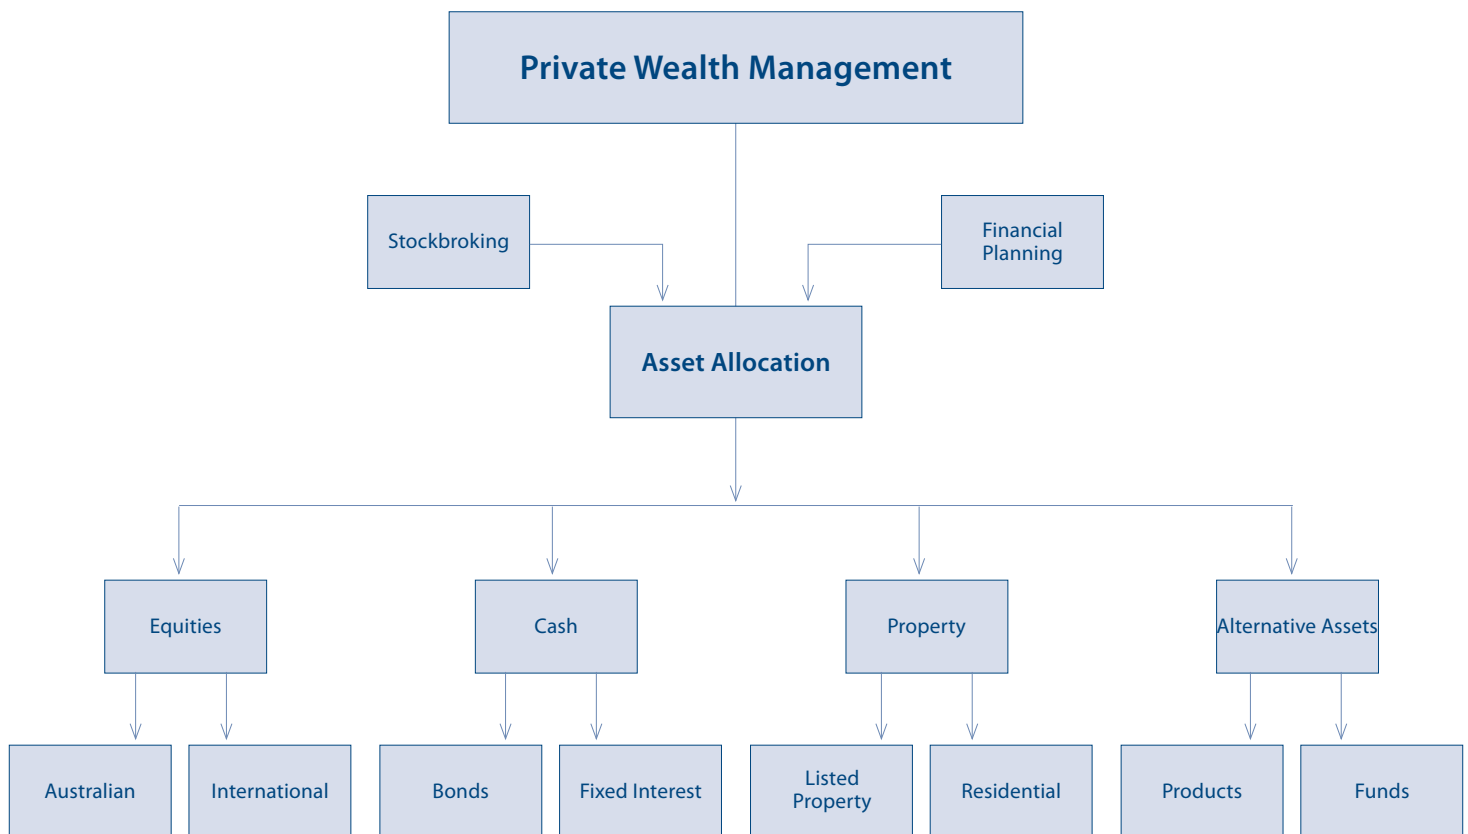 Private Wealth Management
Stockbroking
Financial
Planning
Asset Allocation
Equities
Cash
Property
Alternative Assets
Australian
International
Bonds
Fixed Interest
Listed
Property
Residential
Products
Funds